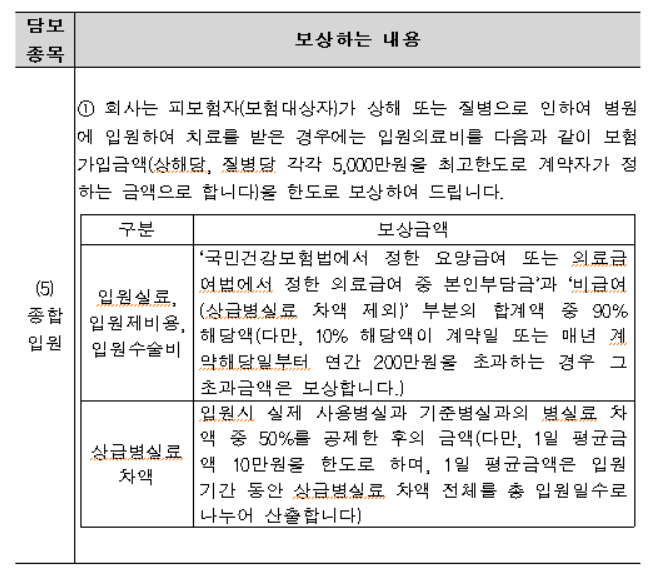 담보
종목
보상하는 내용
(5)
종합
입원
① 회사는 피보험자(보험대상자)가 상해 또는 질병으로 인하여 병원
에 입원하여 치료를 받은 경우에는 입원의료비를 다음과 같이 보험
가입금액(상해당, 질병당 각각 5,000만원을 최고한도로 계약자가 정
하는 금액으로 합니다)을 한도로 보상하여 드립니다.
구분
보상금액
입원실료,
입원제비용,
입원수술비
‘국민건강보험법에서 정한 요양급여 또는 의료급
여법에서 정한 의료급여 중 본인부담금’과 ‘비급여
(상급병실료 차액 제외)’ 부분의 합계액 중 90%
해당액(다만, 10% 해당액이 계약일 또는 매년 계
약해당일부터 연간 200만원을 초과하는 경우 그
초과금액은 보상합니다.)
상급병실료
차액
입원시 실제 사용병실과 기준병실과의 병실료 차
액 중 50%를 공제한 후의 금액(다만, 1일 평균금
액 10만원을 한도로 하며, 1일 평균금액은 입원
기간 동안 상급병실료 차액 전체를 총 입원일수로
나누어 산출합니다)